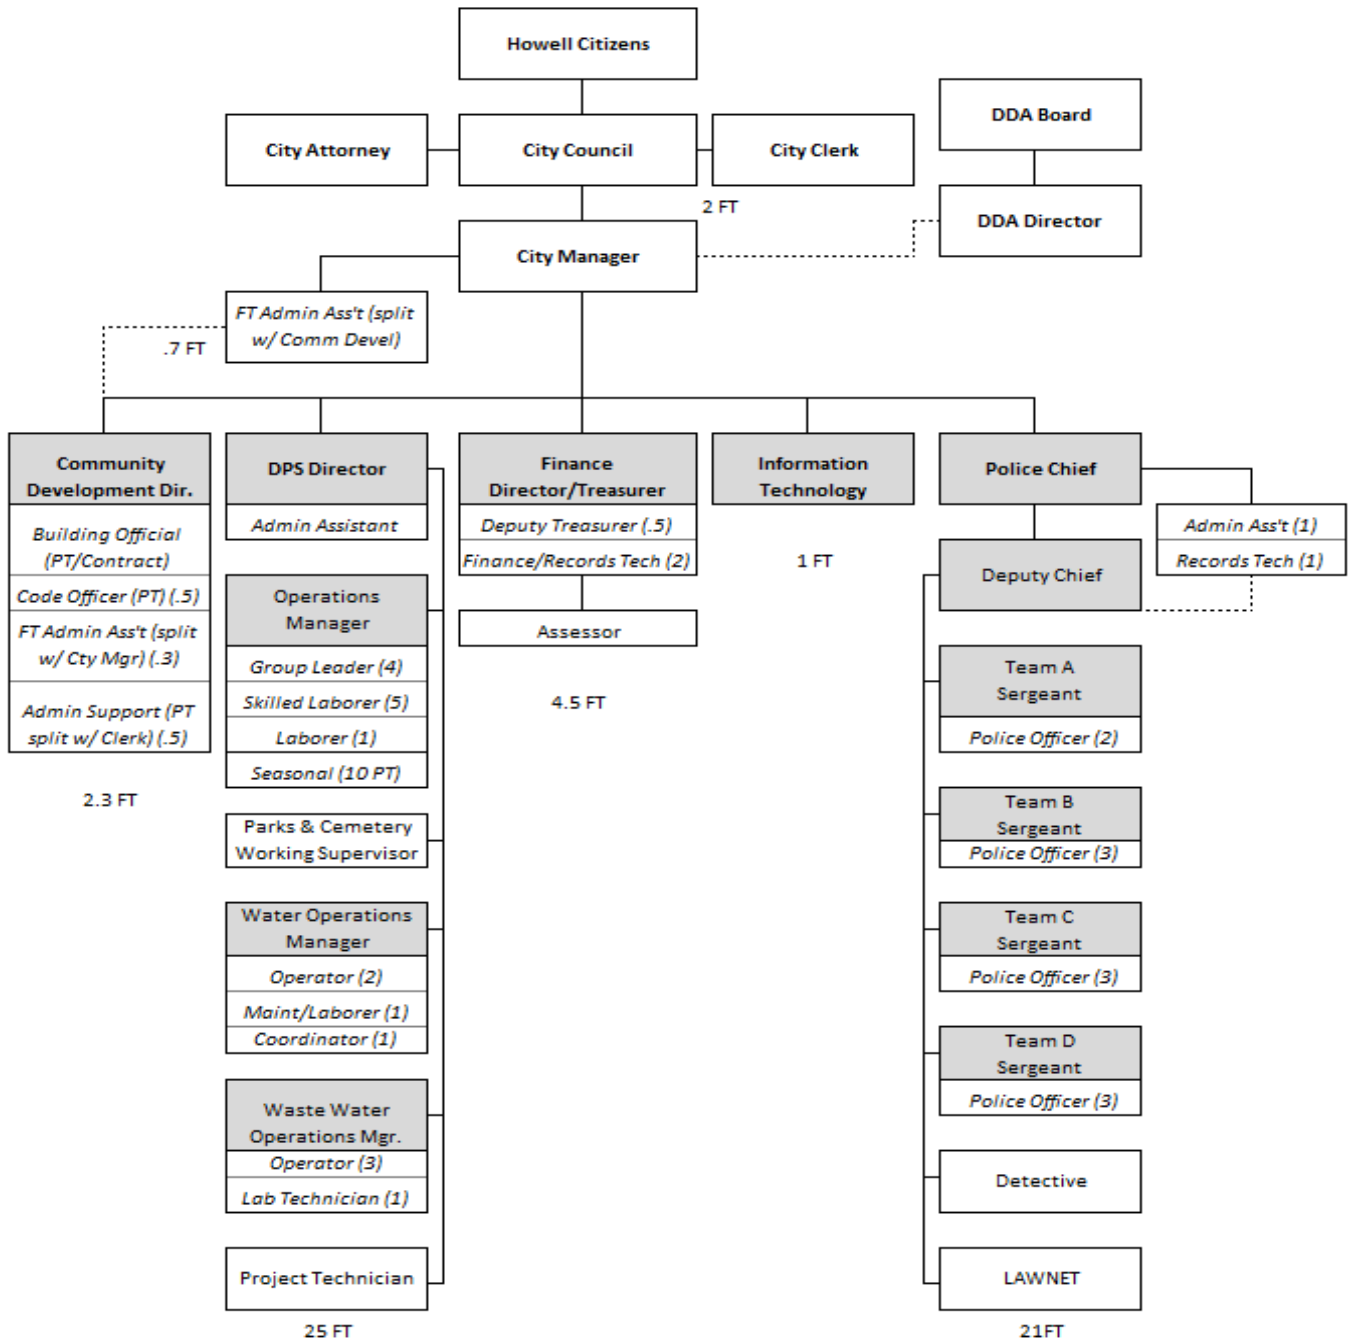 Howell Citizens
City Attorney
City Council
City Clerk
DDA Board
2 FT
DDA Director
City Manager
FT Admin Ass't (split
w/ Comm Devel)
.7 FT
Community
Development Dir.
Building Official
(PT/Contract)
Code Officer (PT) (.5)
FT Admin Ass't (split
w/ Cty Mgr) (.3)
Admin Support (PT
split w/ Clerk) (.5)
2.3 FT
DPS Director
Admin Assistant
Operations
Manager
Group Leader (4)
Skilled Laborer (5)
Laborer (1)
Seasonal (10 PT)
Parks & Cemetery
Working Supervisor
Water Operations
Manager
Operator (2)
Maint/Laborer (1)
Coordinator (1)
Waste Water
Operations Mgr.
Operator (3)
Lab Technician (1)
Project Technician
25 FT
Finance
Director/Treasurer
Deputy Treasurer (.5)
Finance/Records Tech (2)
Assessor
4.5 FT
Information
Technology
1 FT
Police Chief
Admin Ass't (1)
Records Tech (1)
Deputy Chief
Team A
Sergeant
Police Officer (2)
Team B
Sergeant
Police Officer (3)
Team C
Sergeant
Police Officer (3)
Team D
Sergeant
Police Officer (3)
Detective
LAWNET
21FT